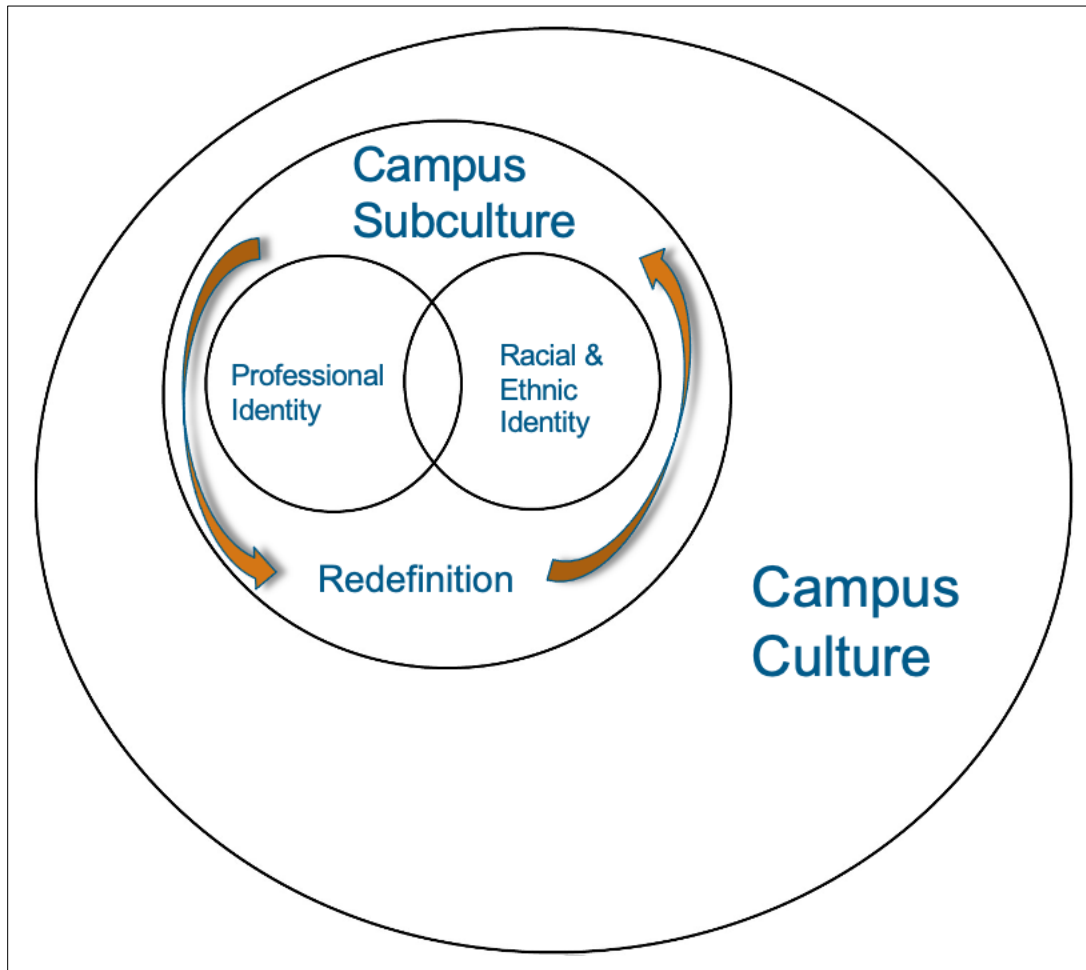 Campus
Subculture
Professional
Identity
Racial &
Ethnic
Identity
Redefinition
Campus
Culture